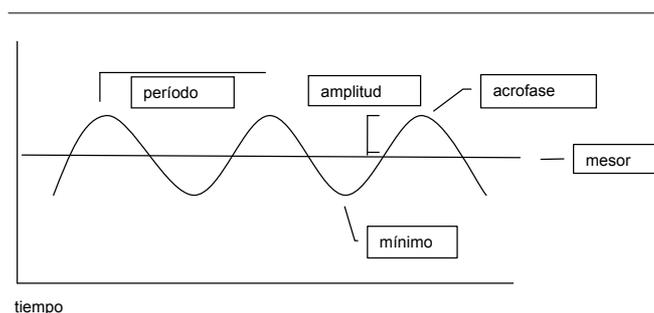 período
amplitud
acrofase
mesor
mínimo
tiempo